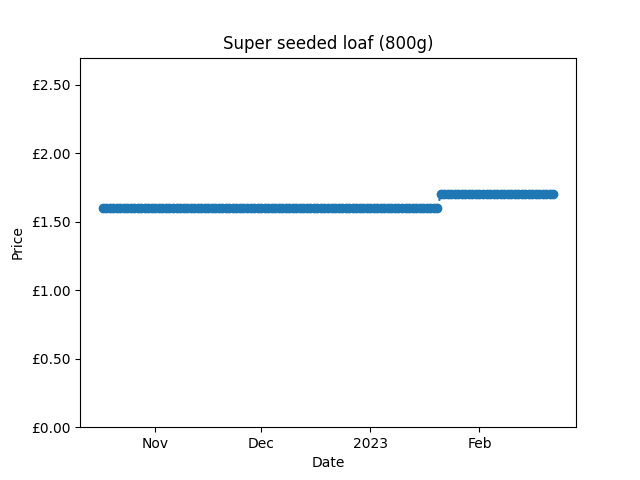 Super seeded loaf (800g)
£2.50
£2.00
£1.50
£1.00
£0.50
£0.00
Price
Nov Dec 2023 Feb
Date